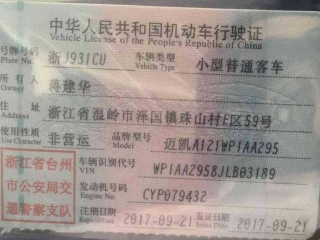 中华人民共和国机动车行驶证
Vehicle License of the People's Republic of China
号牌号码 浙J931CU 车辆类型 小型普通客车
Plate No. Vehicle Type
所有人 蒋建华
Owner
浙江省温岭市泽国镇珠山村E区59号
使用性质 非营运 品牌型号 迈凯A121WP1AA295
Use Character Model
浙江省台州
市公安局交
通警察支队
车辆识别代号 WP1AA2958JLB03189
VIN
发动机号码 CYP079432
Engine No.
注册日期 2017-09-21 发证日期 2017-09-21
Issue Date